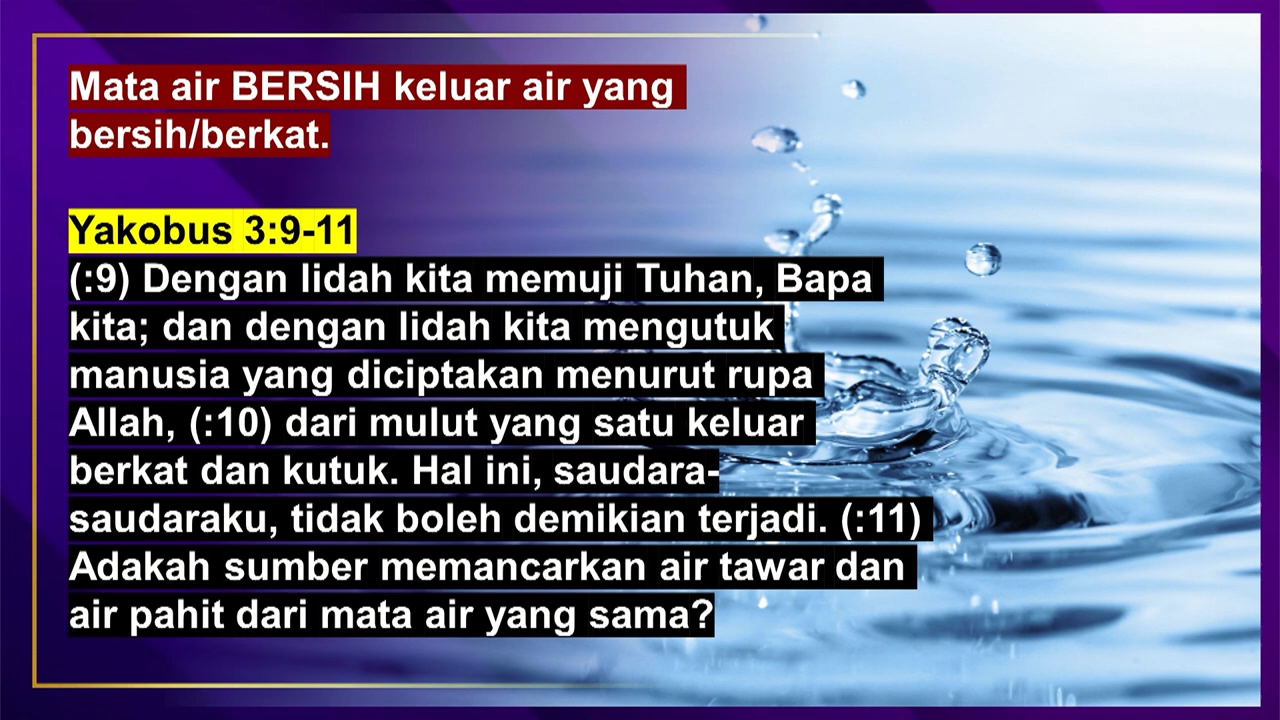 Mata air BERSIH keluar air yang
bersih/berkat.
Yakobus 3:9-11
(:9) Dengan lidah kita memuji Tuhan, Bapa
kita; dan dengan lidah kita mengutuk
manusia yang diciptakan menurut rupa
Allah, (:10) dari mulut yang satu keluar
berkat dan kutuk. Hal ini, saudara-
saudaraku, tidak boleh demikian terjadi. (:11)
Adakah sumber memancarkan air tawar dan
air pahit dari mata air yang sama?